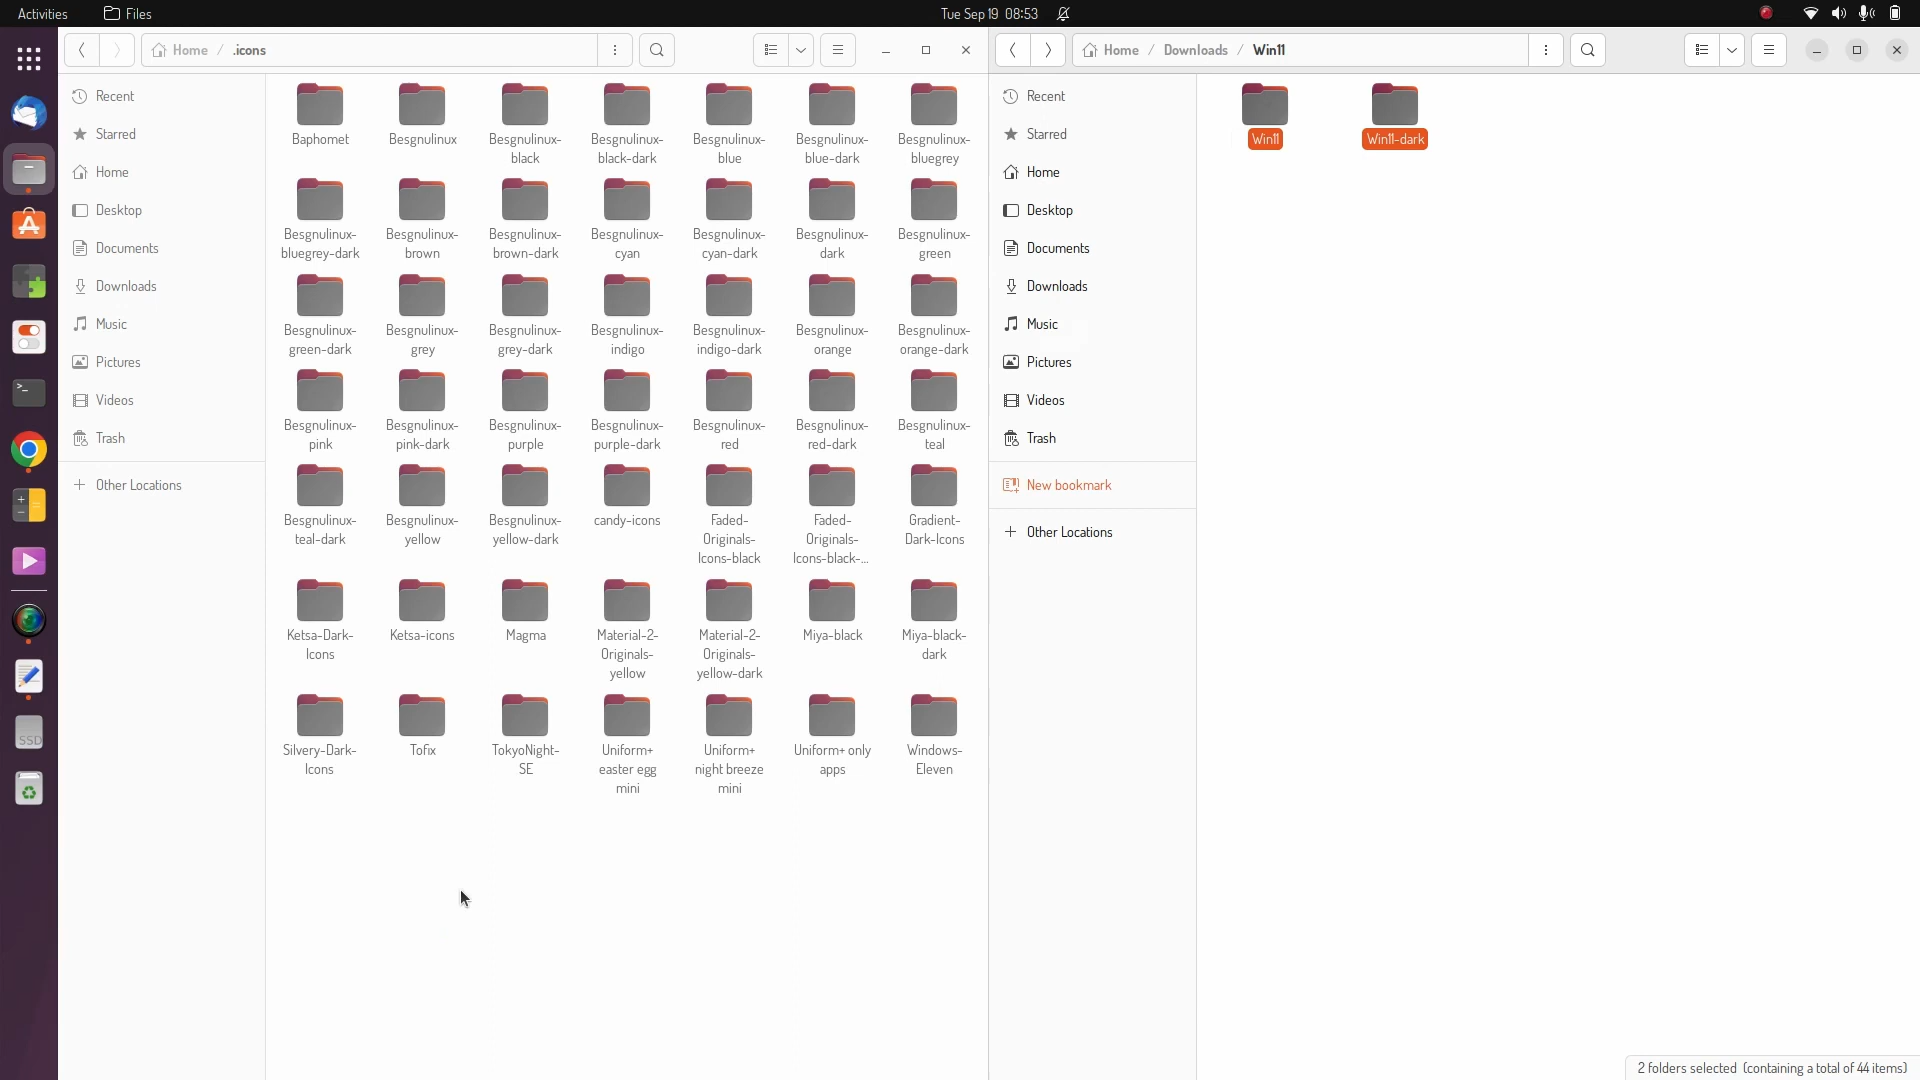 Activities
Files
Tue Sep 19 08:53
Home / .icons
Home / Downloads / Win11
Recent
Starred
Home
Desktop
Documents
Downloads
Music
Pictures
Videos
Trash
+ Other Locations
Baphomet
Besgnulinux
Besgnulinux-
black
Besgnulinux-
black-dark
Besgnulinux-
blue
Besgnulinux-
blue-dark
Besgnulinux-
bluegrey
Besgnulinux-
bluegrey-dark
Besgnulinux-
brown
Besgnulinux-
brown-dark
Besgnulinux-
cyan
Besgnulinux-
cyan-dark
Besgnulinux-
dark
Besgnulinux-
green
Besgnulinux-
green-dark
Besgnulinux-
grey
Besgnulinux-
grey-dark
Besgnulinux-
indigo
Besgnulinux-
indigo-dark
Besgnulinux-
orange
Besgnulinux-
orange-dark
Besgnulinux-
pink
Besgnulinux-
pink-dark
Besgnulinux-
purple
Besgnulinux-
purple-dark
Besgnulinux-
red
Besgnulinux-
red-dark
Besgnulinux-
teal
Besgnulinux-
teal-dark
Besgnulinux-
yellow
Besgnulinux-
yellow-dark
candy-icons
Faded-
Originals-
Icons-black
Faded-
Originals-
Icons-black-...
Gradient-
Dark-Icons
Ketsa-Dark-
Icons
Ketsa-icons
Magma
Material-2-
Originals-
yellow
Material-2-
Originals-
yellow-dark
Miya-black
Miya-black-
dark
Silvery-Dark-
Icons
Tofix
TokyoNight-
SE
Uniform+
easter egg
mini
Uniform+
night breeze
mini
Uniform+ only
apps
Windows-
Eleven
Recent
Starred
Home
Desktop
Documents
Downloads
Music
Pictures
Videos
Trash
New bookmark
+ Other Locations
Win11
Win11-dark
SSD
2 folders selected (containing a total of 44 items)